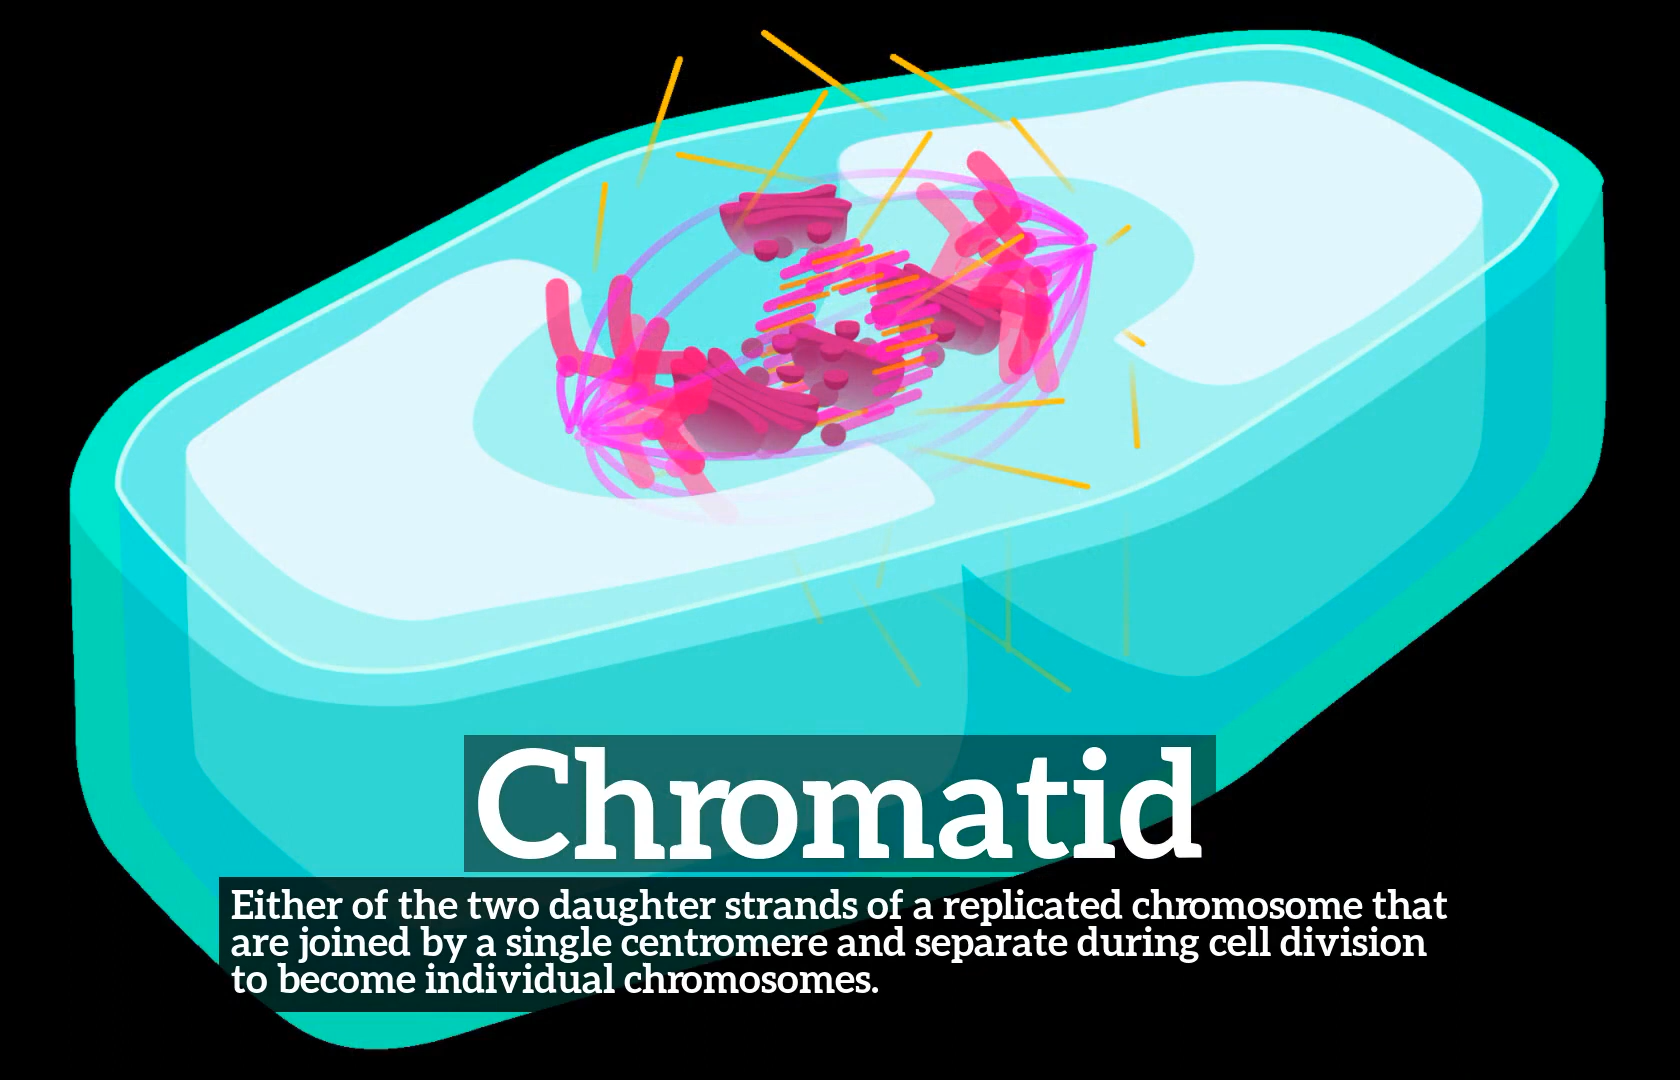 Chromatid
Either of the two daughter strands of a replicated chromosome that
are joined by a single centromere and separate during cell division
to become individual chromosomes.